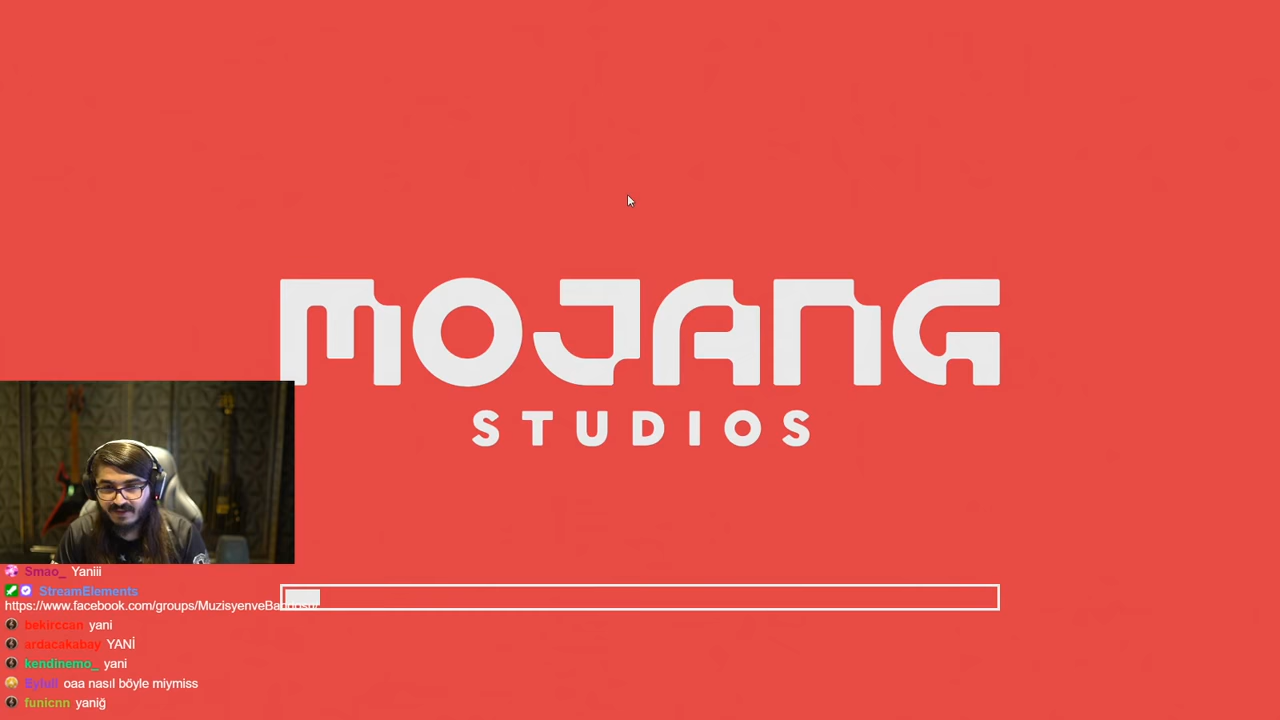 MOJANG
STUDIOS
Smao_ Yaniii
StreamElements
https://www.facebook.com/groups/MuzisyenveBa
bekirccan yani
ardacakabay YANİ
kendinemo_ yani
Eylull oaa nasıl böyle miymiss
funicnn yaniğ